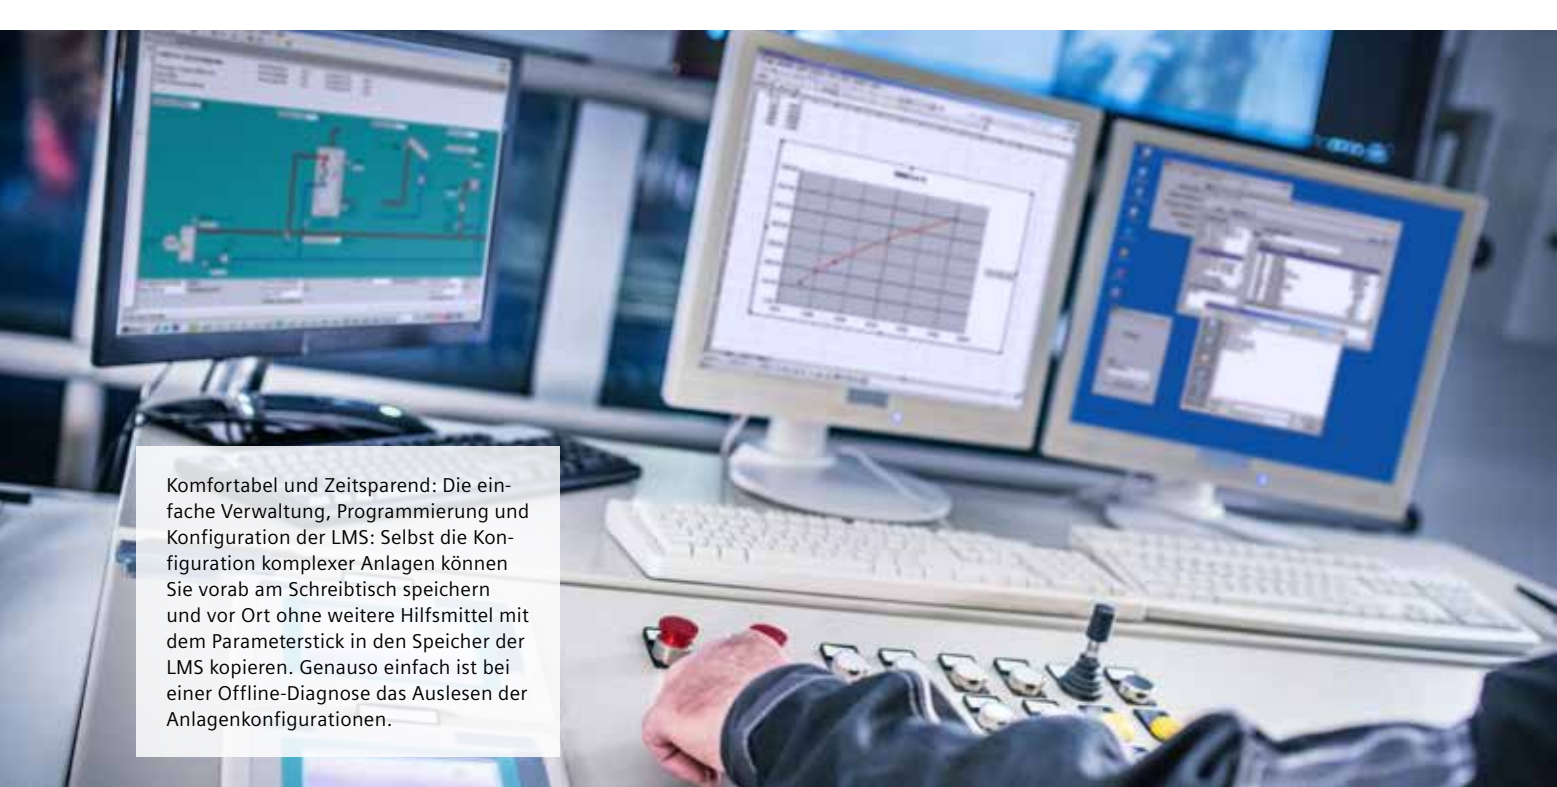 Komfortabel und Zeitsparend: Die ein-
fache Verwaltung, Programmierung und
Konfiguration der LMS: Selbst die Kon-
figuration komplexer Anlagen können
Sie vorab am Schreibtisch speichern
und vor Ort ohne weitere Hilfsmittel mit
dem Parameterstick in den Speicher der
LMS kopieren. Genauso einfach ist bei
einer Offline-Diagnose das Auslesen der
Anlagenkonfigurationen.